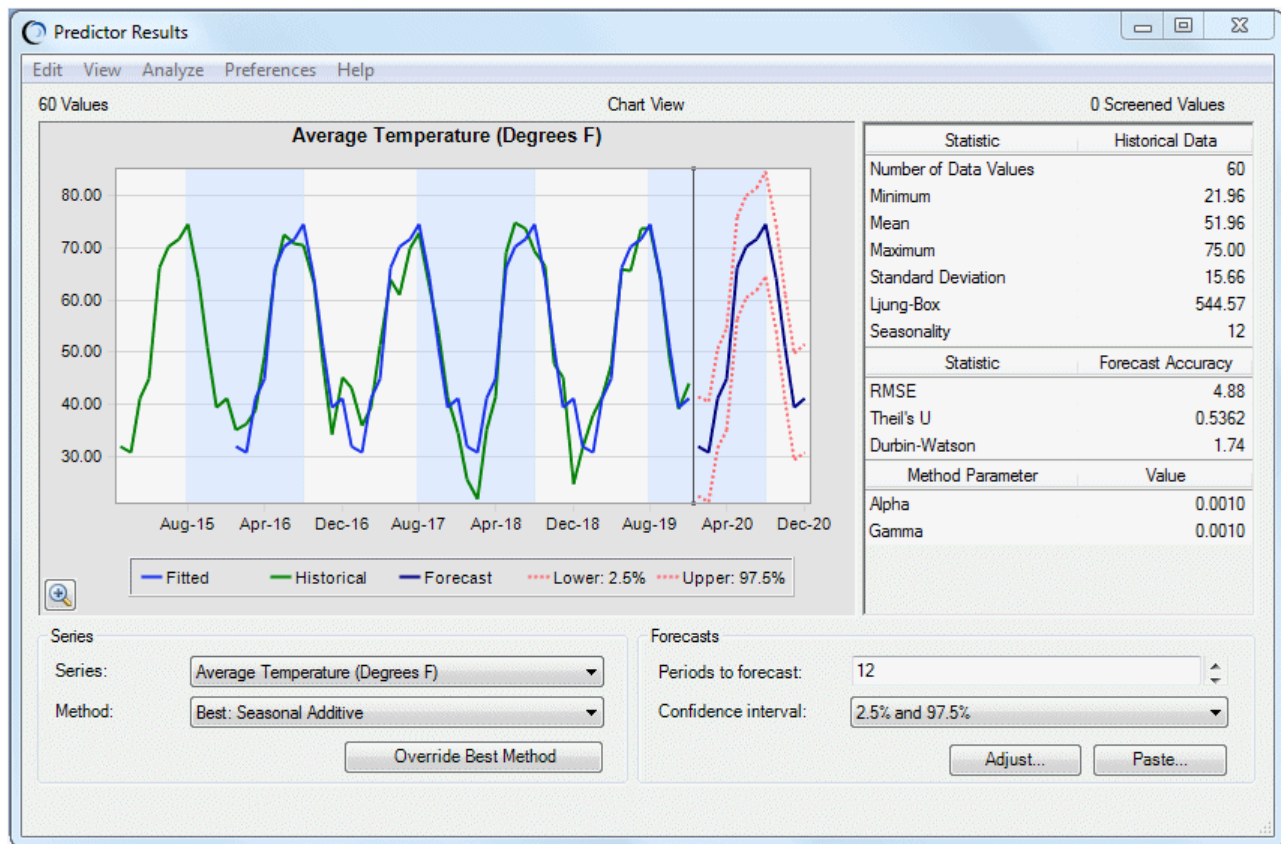 Predictor Results
Edit View Analyze Preferences Help
60 Values Chart View 0 Screened Values
Average Temperature (Degrees F)
80.00
70.00
60.00
50.00
40.00
30.00
Aug-15 Apr-16 Dec-16 Aug-17 Apr-18 Dec-18 Aug-19 Apr-20 Dec-20
Fitted Historical Forecast Lower: 2.5% Upper: 97.5%
Statistic Historical Data
Number of Data Values 60
Minimum 21.96
Mean 51.96
Maximum 75.00
Standard Deviation 15.66
Ljung-Box 544.57
Seasonality 12
Statistic Forecast Accuracy
RMSE 4.88
Theil's U 0.5362
Durbin-Watson 1.74
Method Parameter Value
Alpha 0.0010
Gamma 0.0010
Series
Series: Average Temperature (Degrees F)
Method: Best: Seasonal Additive
Override Best Method
Forecasts
Periods to forecast: 12
Confidence interval: 2.5% and 97.5%
Adjust... Paste...